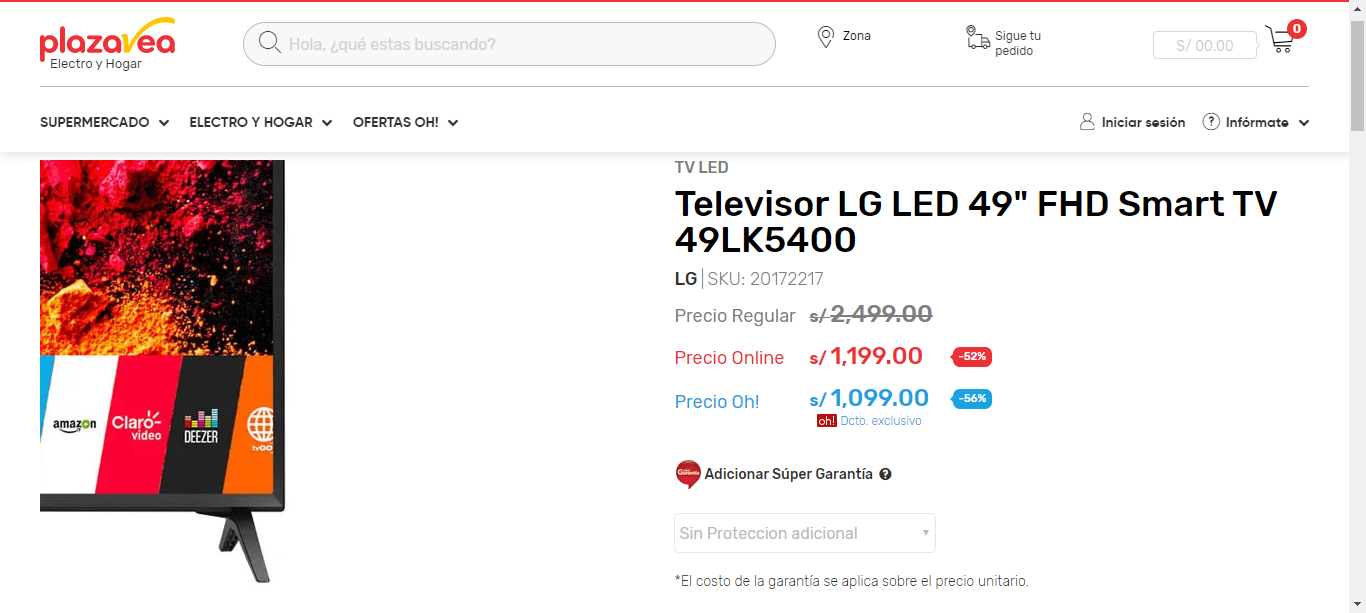 plazavea
Electro y Hogar
Hola, ¿qué estas buscando?
Zona
Sigue tu
pedido
S/ 00.00
0
SUPERMERCADO
ELECTRO Y HOGAR
OFERTAS OH!
Iniciar sesión
? Infórmate
TV LED
Televisor LG LED 49" FHD Smart TV
49LK5400
LG | SKU: 20172217
Precio Regular s/ 2,499.00
Precio Online s/ 1,199.00 -52%
Precio Oh! s/ 1,099.00 -56%
oh! Dcto. exclusivo
Garantía
Adicionar Súper Garantía ?
Sin Proteccion adicional
*El costo de la garantía se aplica sobre el precio unitario.
amazon
Claro-
video
DEEZER
tvGO